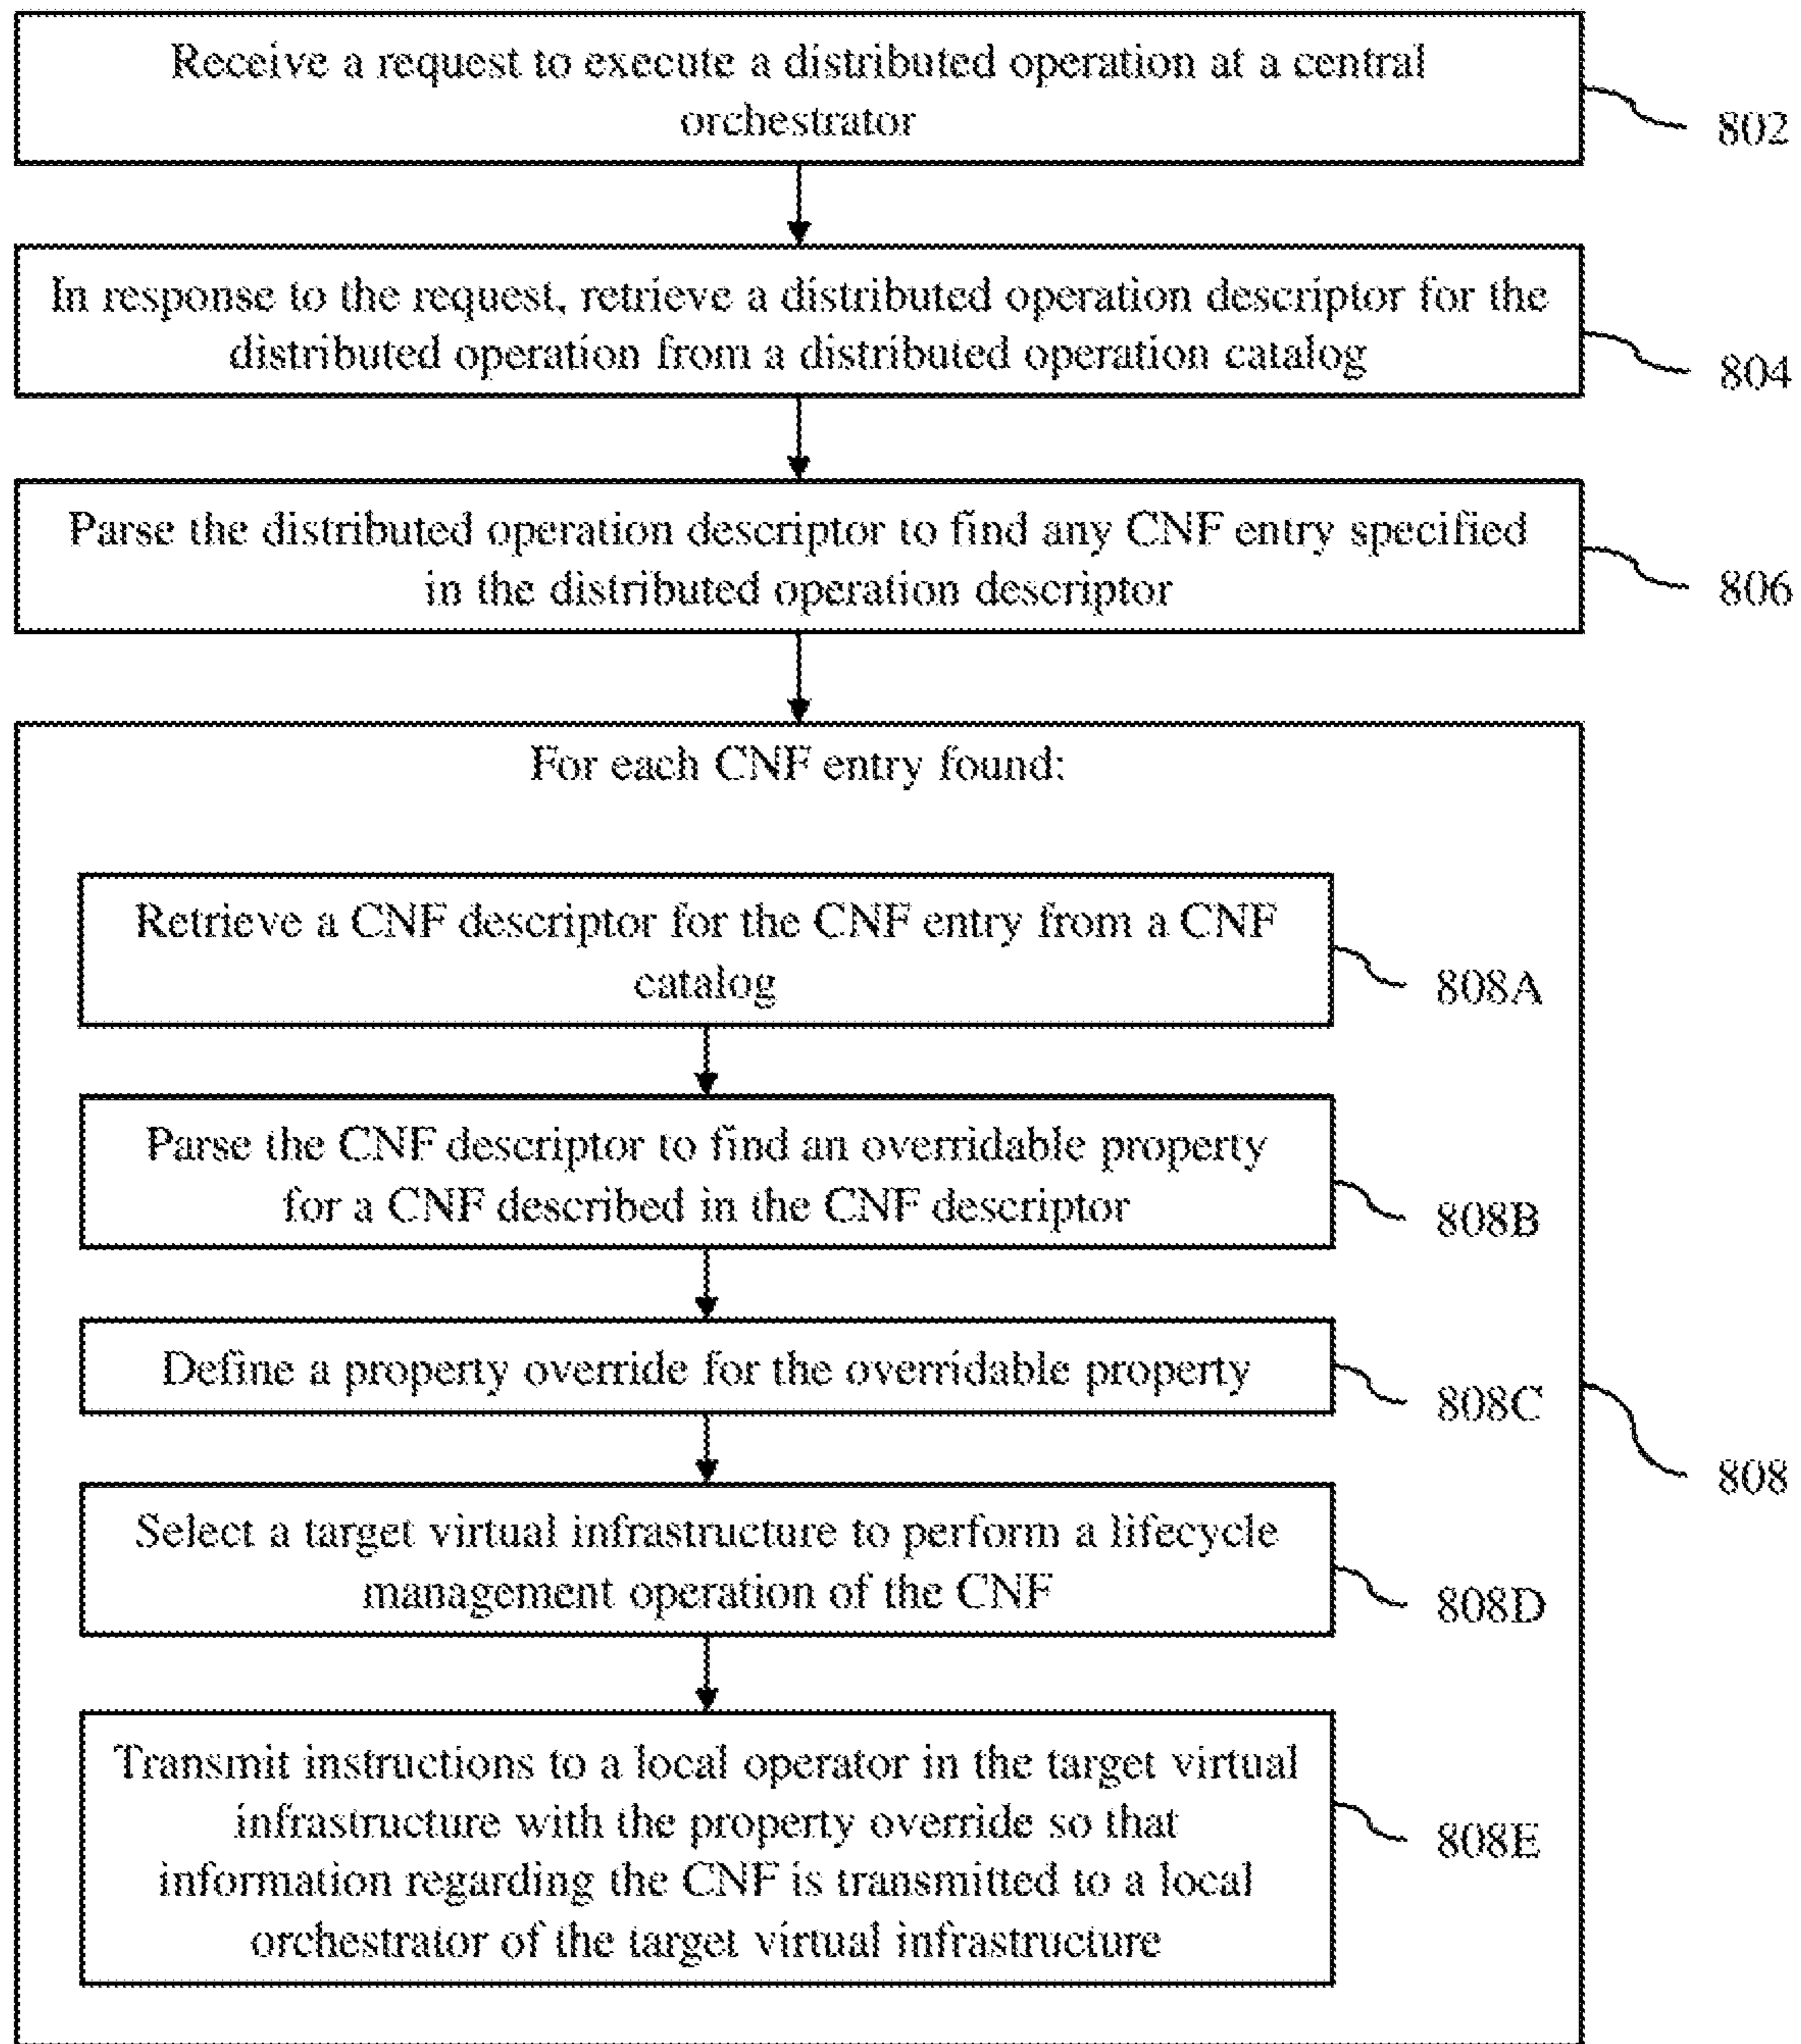 Receive a request to execute a distributed operation at a central
orchestrator
802
In response to the request, retrieve a distributed operation descriptor for the
distributed operation from a distributed operation catalog
804
Parse the distributed operation descriptor to find any CNF entry specified
in the distributed operation descriptor
806
For each CNF entry found:
Retrieve a CNF descriptor for the CNF entry from a CNF
catalog
808A
Parse the CNF descriptor to find an overridable property
for a CNF described in the CNF descriptor
808B
Define a property override for the overridable property
808C
808
Select a target virtual infrastructure to perform a lifecycle
management operation of the CNF
808D
Transmit instructions to a local operator in the target virtual
infrastructure with the property override so that
information regarding the CNF is transmitted to a local
orchestrator of the target virtual infrastructure
808E